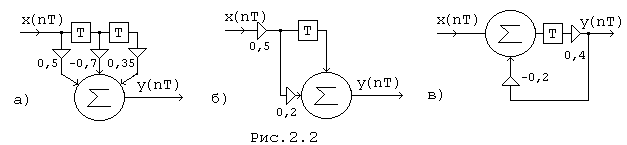 x(nT) T T
0,5 -0,7 0,35
Σ
y(nT)
а)
x(nT) T
0,5
Σ
y(nT)
0,2
б)
x(nT) Σ T y(nT)
0,4
-0,2
в)
Рис.2.2